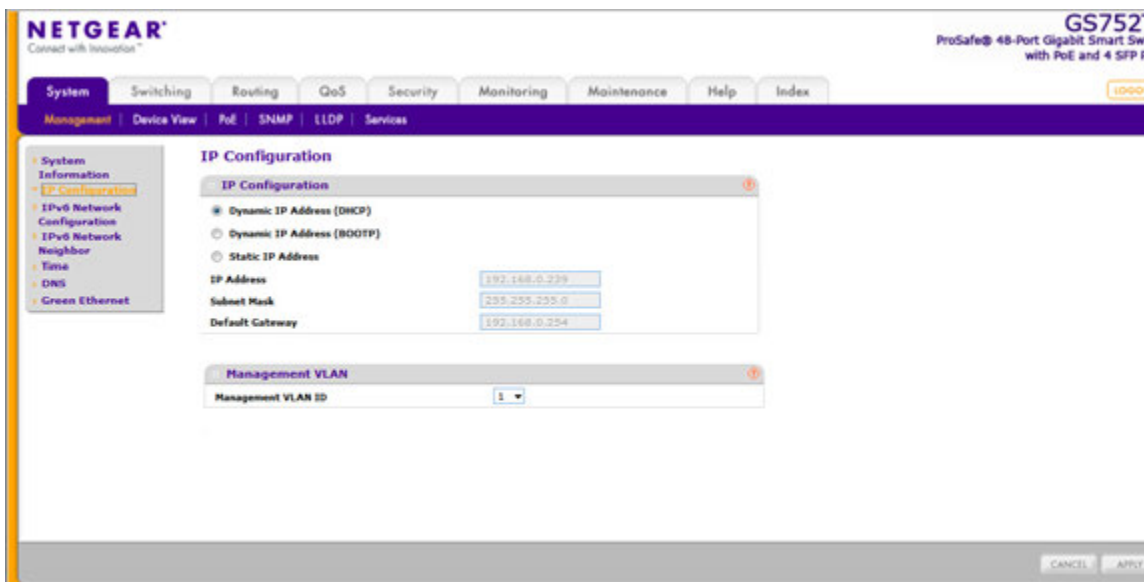 NETGEAR®
Connect with Innovation™
GS752T
ProSafe® 48-Port Gigabit Smart Sw
with PoE and 4 SFP P
System Switching Routing QoS Security Monitoring Maintenance Help Index
LOGO
Management | Device View | PoE | SNMP | LLDP | Services
System
Information
IP Configuration
IPv6 Network
Configuration
IPv6 Network
Neighbor
Time
DNS
Green Ethernet
IP Configuration
IP Configuration
Dynamic IP Address (DHCP)
Dynamic IP Address (BOOTP)
Static IP Address
IP Address 192.168.0.239
Subnet Mask 255.255.255.0
Default Gateway 192.168.0.254
Management VLAN
Management VLAN ID 1
CANCEL APPLY